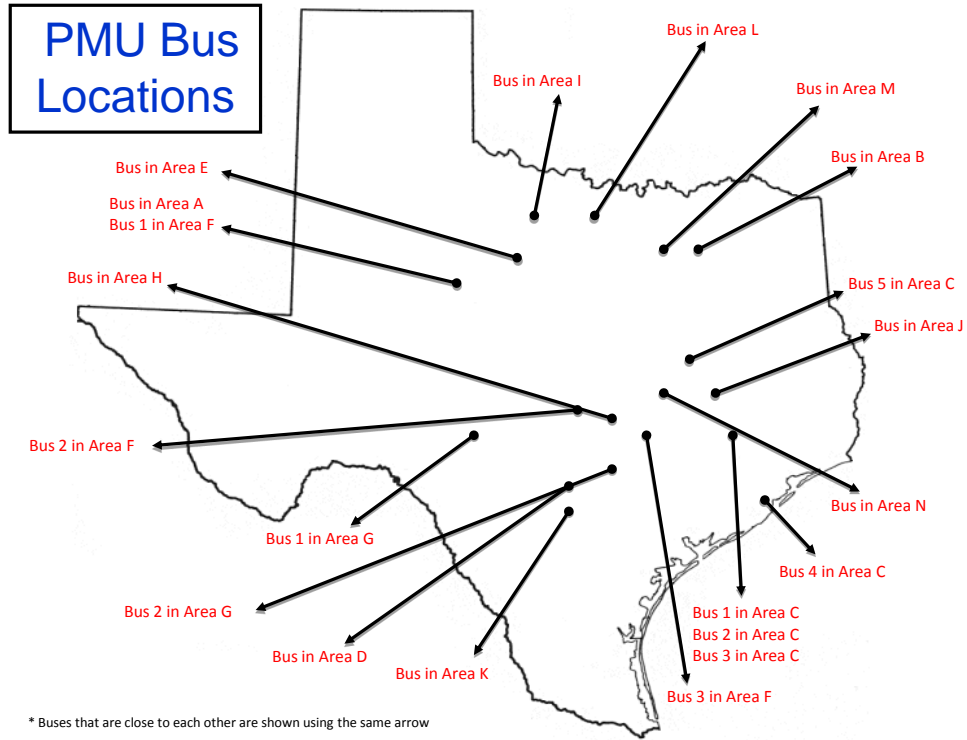 PMU Bus
Locations
Bus in Area L
Bus in Area I
Bus in Area M
Bus in Area B
Bus in Area E
Bus in Area A
Bus 1 in Area F
Bus in Area H
Bus 5 in Area C
Bus in Area J
Bus 2 in Area F
Bus in Area N
Bus 1 in Area G
Bus 4 in Area C
Bus 2 in Area G
Bus 1 in Area C
Bus 2 in Area C
Bus 3 in Area C
Bus in Area D
Bus in Area K
Bus 3 in Area F
* Buses that are close to each other are shown using the same arrow